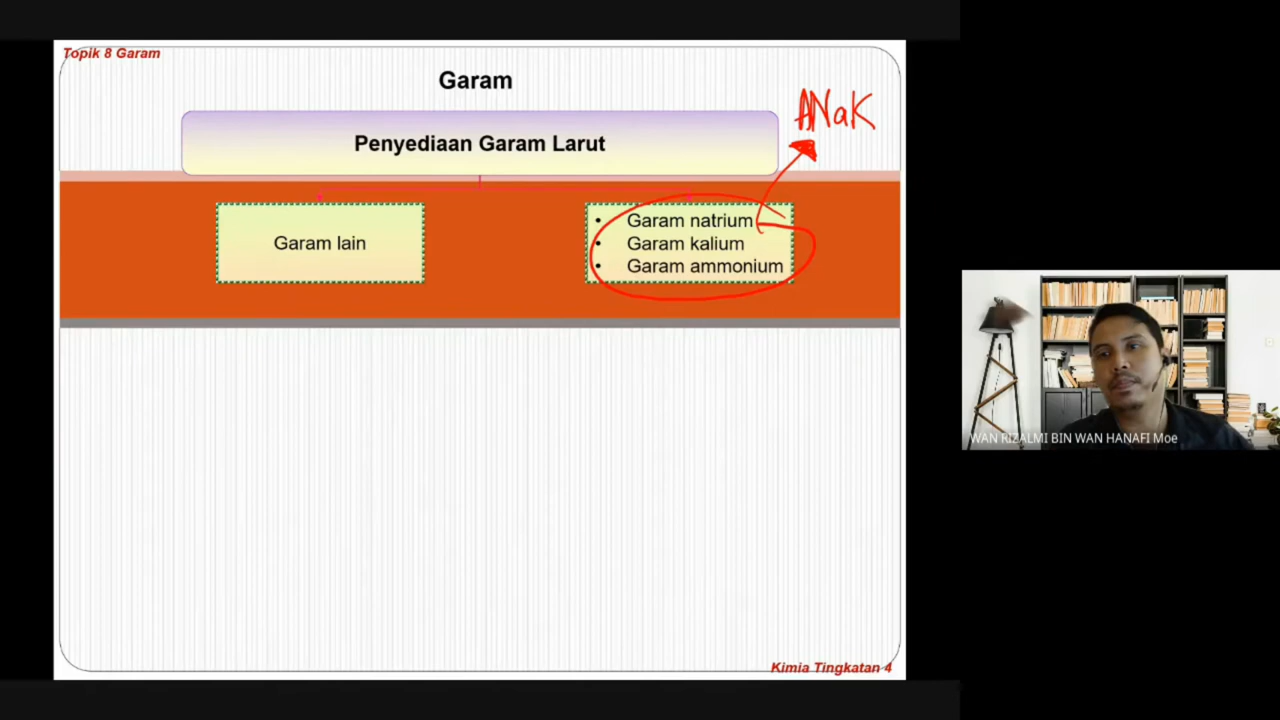 Topik 8 Garam
Garam
ANaK
Penyediaan Garam Larut
Garam lain
• Garam natrium
• Garam kalium
• Garam ammonium
WAN RIZALMI BIN WAN HANAFI Moe
Kimia Tingkatan 4